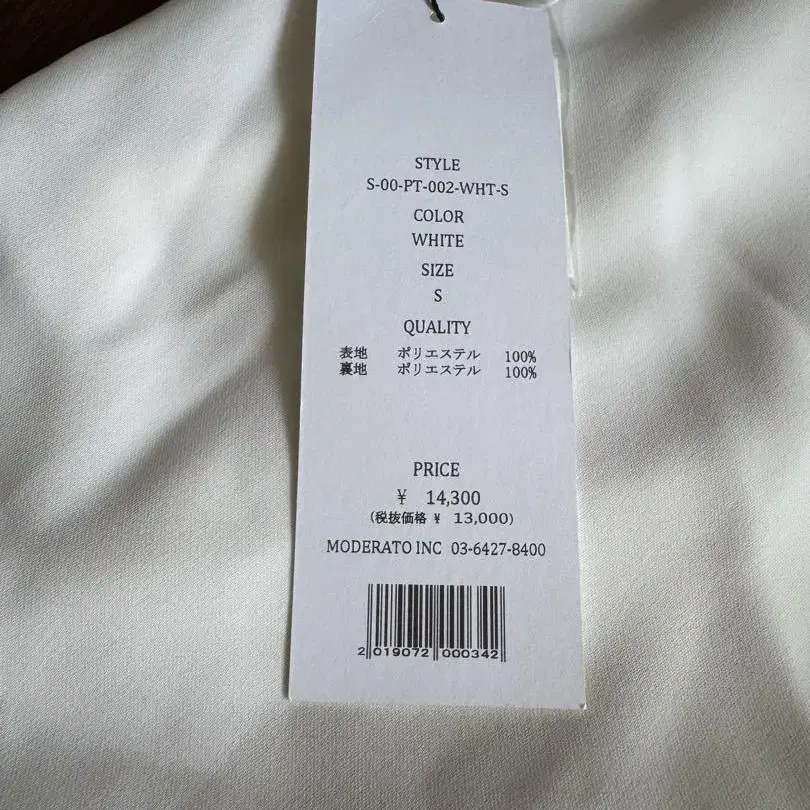 STYLE
S-00-PT-002-WHT-S
COLOR
WHITE
SIZE
S
QUALITY
表地 ポリエステル 100%
裏地 ポリエステル 100%
PRICE
¥ 14,300
(税抜価格 ¥ 13,000)
MODERATO INC 03-6427-8400
2 019072 000342